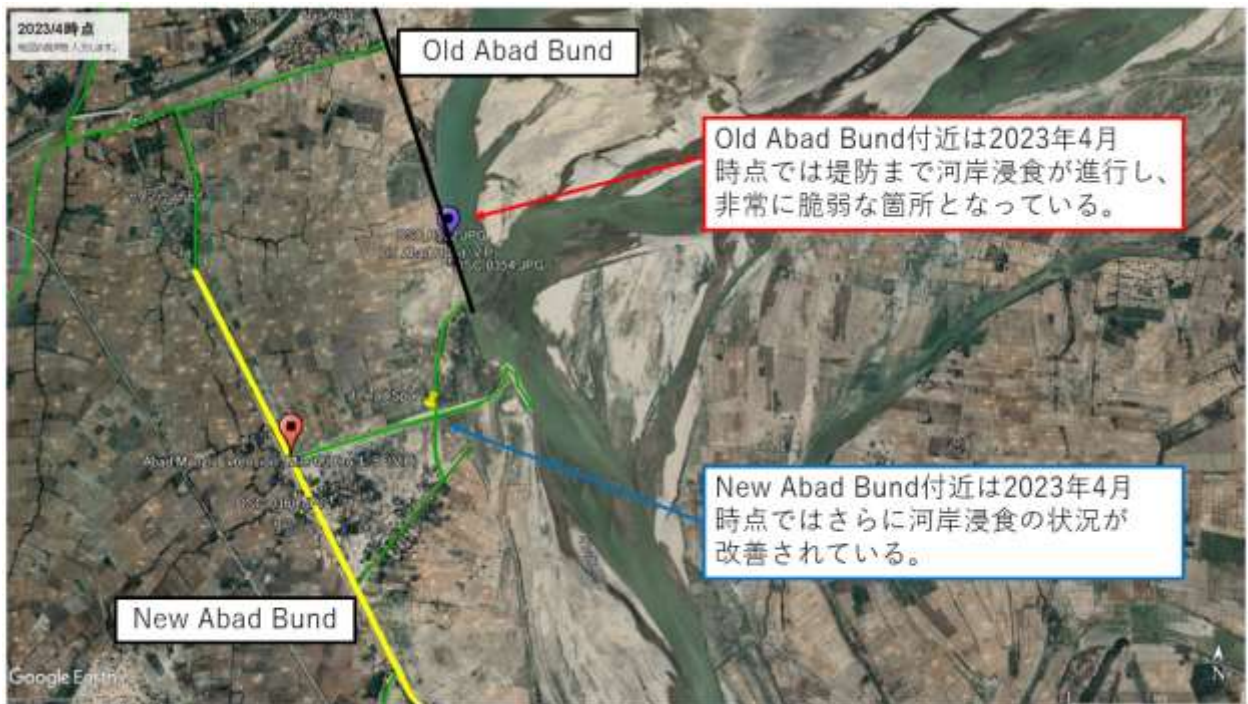 2023/4時点
Old Abad Bund
Old Abad Bund付近は2023年4月
時点では堤防まで河岸浸食が進行し、
非常に脆弱な箇所となっている。
New Abad Bund付近は2023年4月
時点ではさらに河岸浸食の状況が
改善されている。
New Abad Bund
Google Earth
N